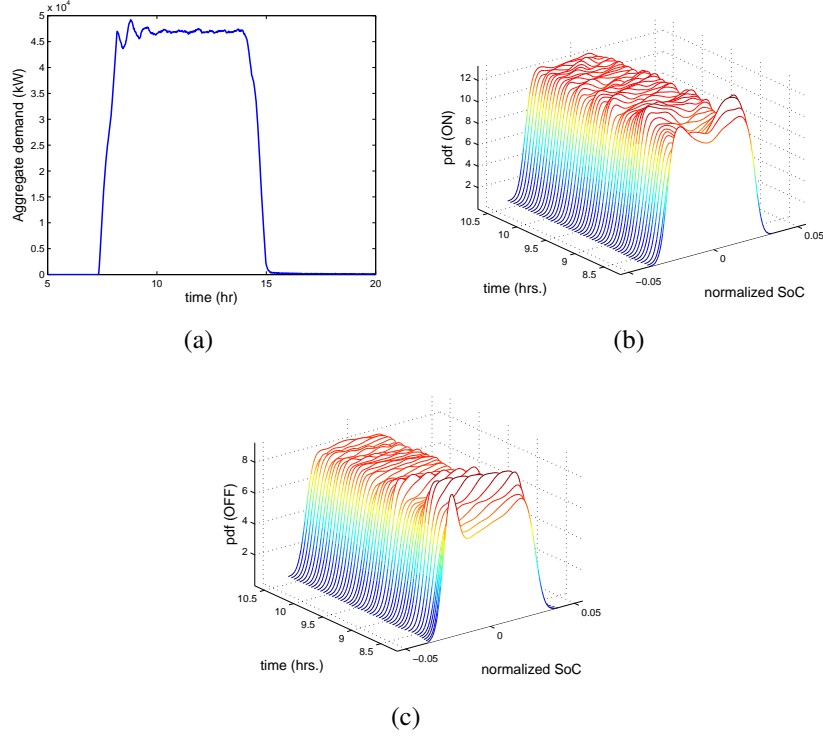 x 10⁴
5
4.5
4
3.5
3
2.5
2
1.5
1
0.5
0
5 10 15 20
Aggregate demand (kW)
time (hr)
(a)
12
10
8
6
4
2
pdf (ON)
10.5
10
9.5
9
8.5
time (hrs.)
−0.05
0
0.05
normalized SoC
(b)
8
6
4
2
pdf (OFF)
10.5
10
9.5
9
8.5
time (hrs.)
−0.05
0
0.05
normalized SoC
(c)